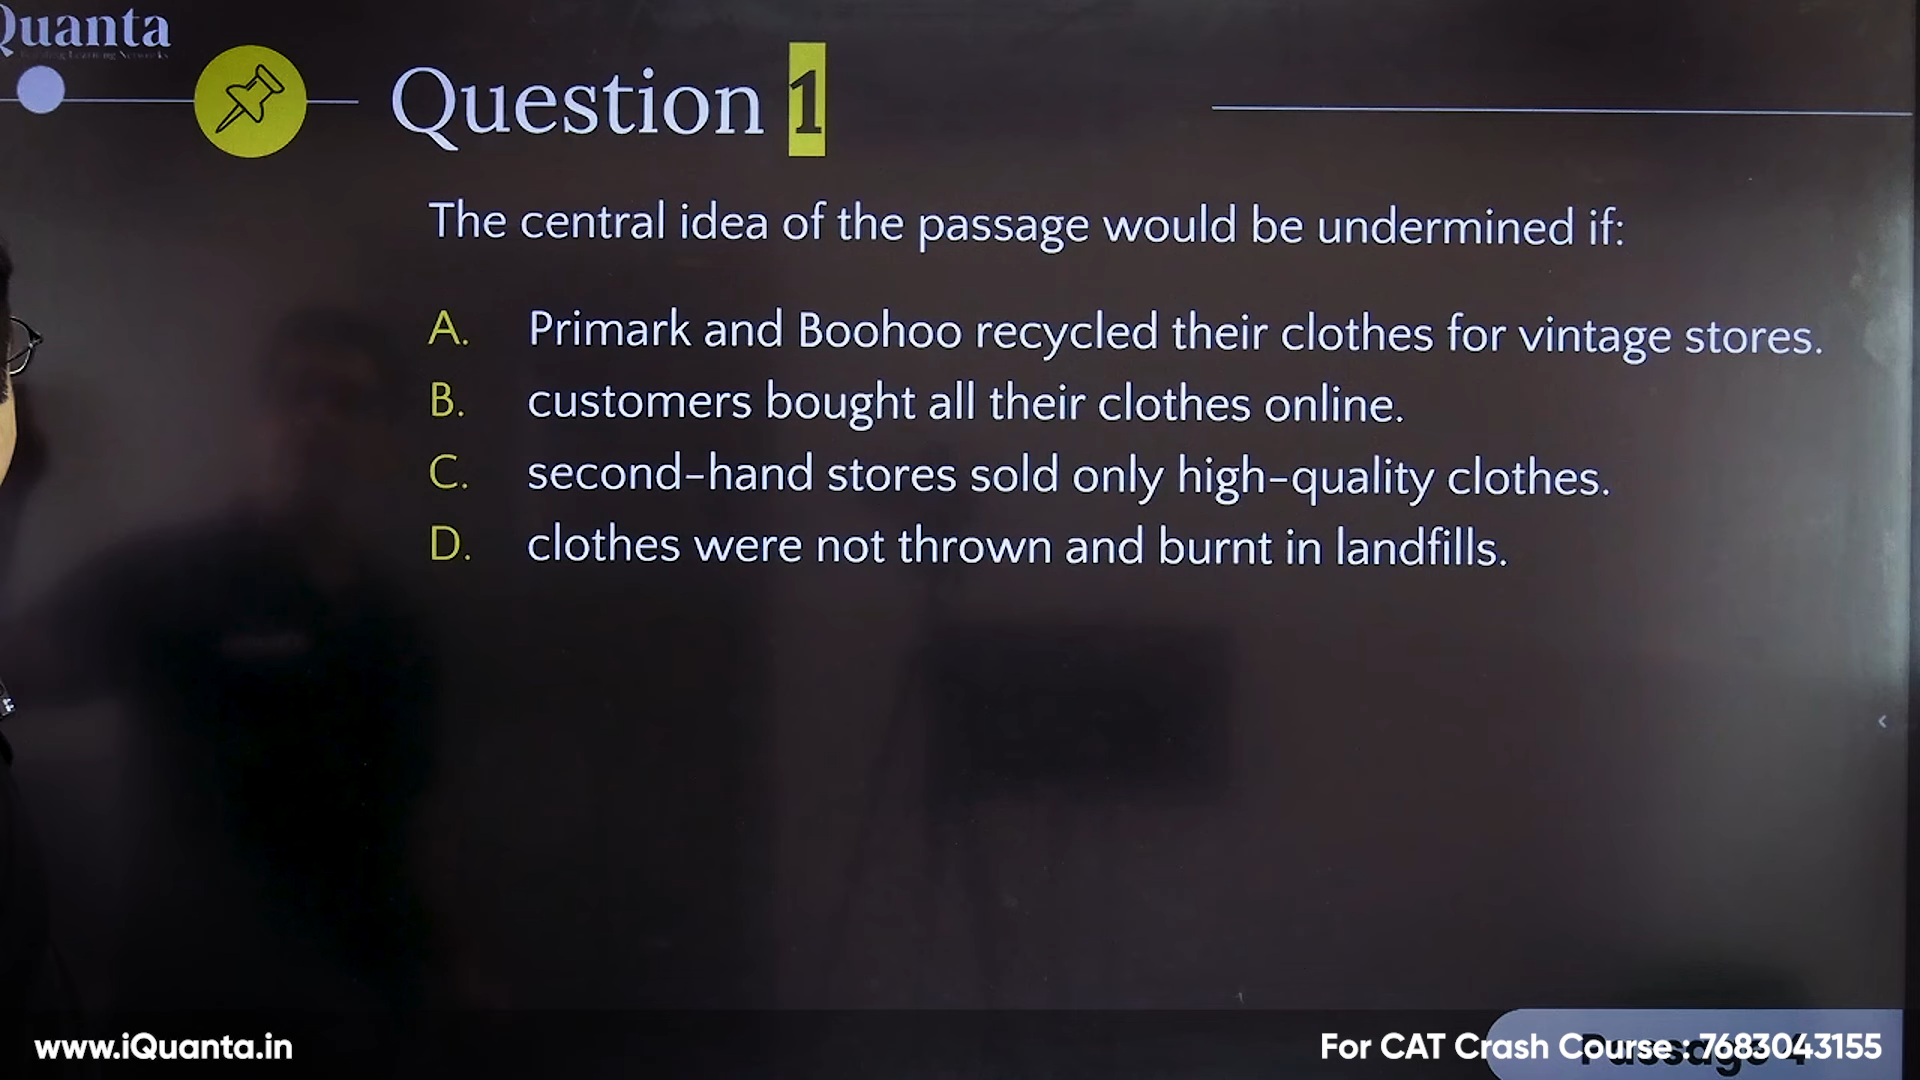 Quanta
Question 1
The central idea of the passage would be undermined if:
A. Primark and Boohoo recycled their clothes for vintage stores.
B. customers bought all their clothes online.
C. second-hand stores sold only high-quality clothes.
D. clothes were not thrown and burnt in landfills.
www.iQuanta.in
For CAT Crash Course : 7683043155
Passage 4